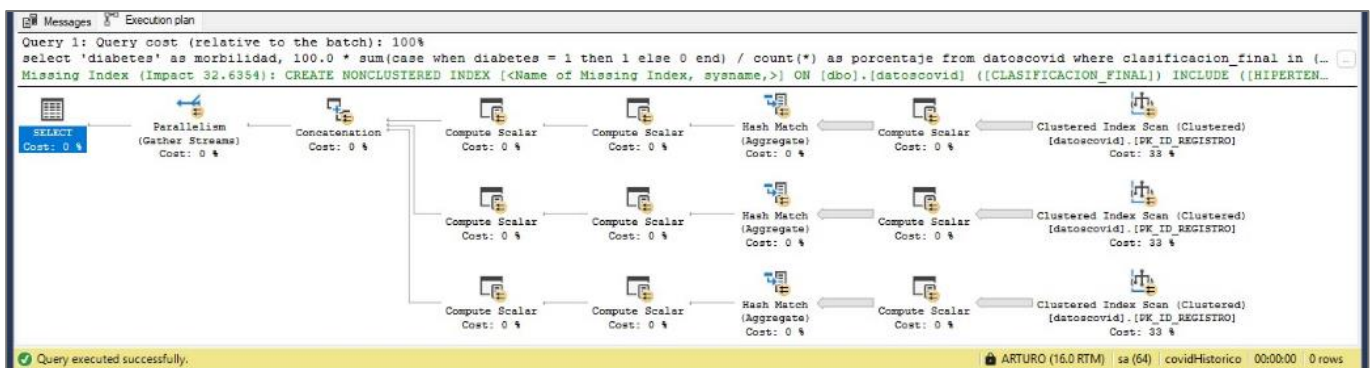 Messages Execution plan
Query 1: Query cost (relative to the batch): 100%
select 'diabetes' as morbilidad, 100.0 * sum(case when diabetes = 1 then 1 else 0 end) / count(*) as porcentaje from datoscovid where clasificacion_final in (… ...
Missing Index (Impact 32.6354): CREATE NONCLUSTERED INDEX [<Name of Missing Index, sysname,>] ON [dbo].[datoscovid] ([CLASIFICACION_FINAL]) INCLUDE ([HIPERTEN…
SELECT
Cost: 0 %
Parallelism
(Gather Streams)
Cost: 0 %
Concatenation
Cost: 0 %
Compute Scalar
Cost: 0 %
Compute Scalar
Cost: 0 %
Hash Match
(Aggregate)
Cost: 0 %
Compute Scalar
Cost: 0 %
Clustered Index Scan (Clustered)
[datoscovid].[PK_ID_REGISTRO]
Cost: 33 %
Compute Scalar
Cost: 0 %
Compute Scalar
Cost: 0 %
Hash Match
(Aggregate)
Cost: 0 %
Compute Scalar
Cost: 0 %
Clustered Index Scan (Clustered)
[datoscovid].[PK_ID_REGISTRO]
Cost: 33 %
Compute Scalar
Cost: 0 %
Compute Scalar
Cost: 0 %
Hash Match
(Aggregate)
Cost: 0 %
Compute Scalar
Cost: 0 %
Clustered Index Scan (Clustered)
[datoscovid].[PK_ID_REGISTRO]
Cost: 33 %
Query executed successfully. ARTURO (16.0 RTM) sa (64) covidHistorico 00:00:00 0 rows